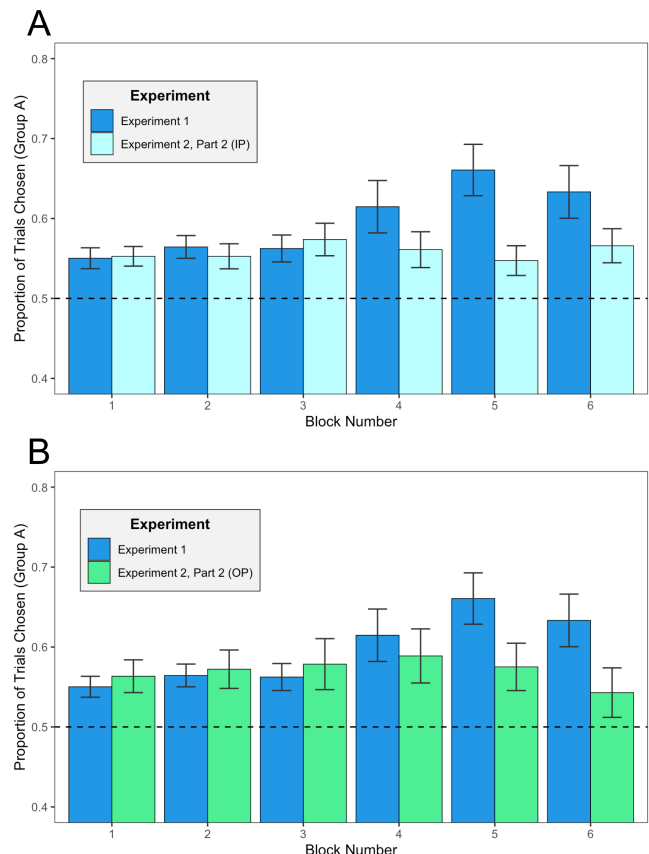 A
0.8
0.7
0.6
0.5
0.4
Proportion of Trials Chosen (Group A)
Experiment
Experiment 1
Experiment 2, Part 2 (IP)
1 2 3 4 5 6
Block Number
B
0.8
0.7
0.6
0.5
0.4
Proportion of Trials Chosen (Group A)
Experiment
Experiment 1
Experiment 2, Part 2 (OP)
1 2 3 4 5 6
Block Number